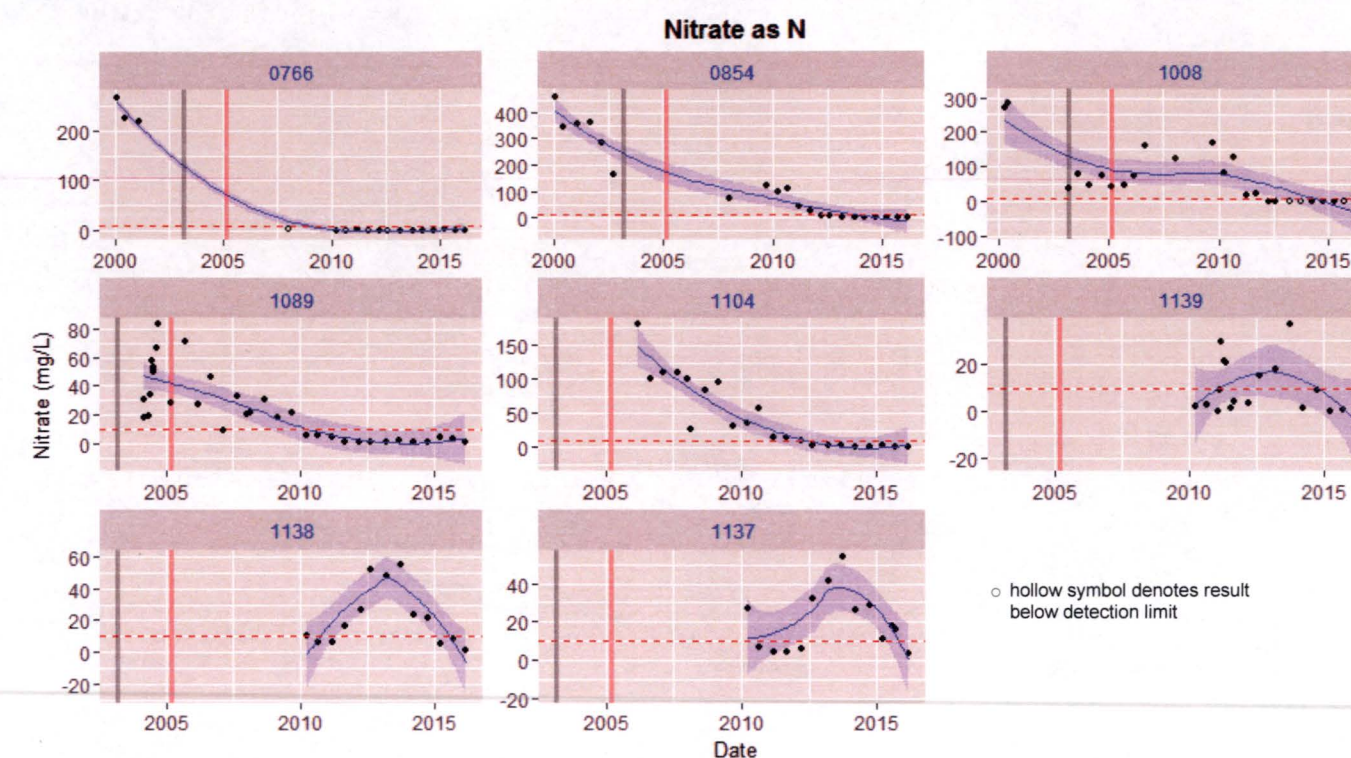 Nitrate as N
0766 0854 1008
200
100
0
2000 2005 2010 2015
400
300
200
100
0
2000 2005 2010 2015
300
200
100
0
-100
2000 2005 2010 2015
Nitrate (mg/L)
1089 1104 1139
80
60
40
20
0
2005 2010 2015
150
100
50
0
2005 2010 2015
20
0
-20
2005 2010 2015
1138 1137
60
40
20
0
-20
2005 2010 2015
40
20
0
-20
2005 2010 2015
hollow symbol denotes result
below detection limit
Date